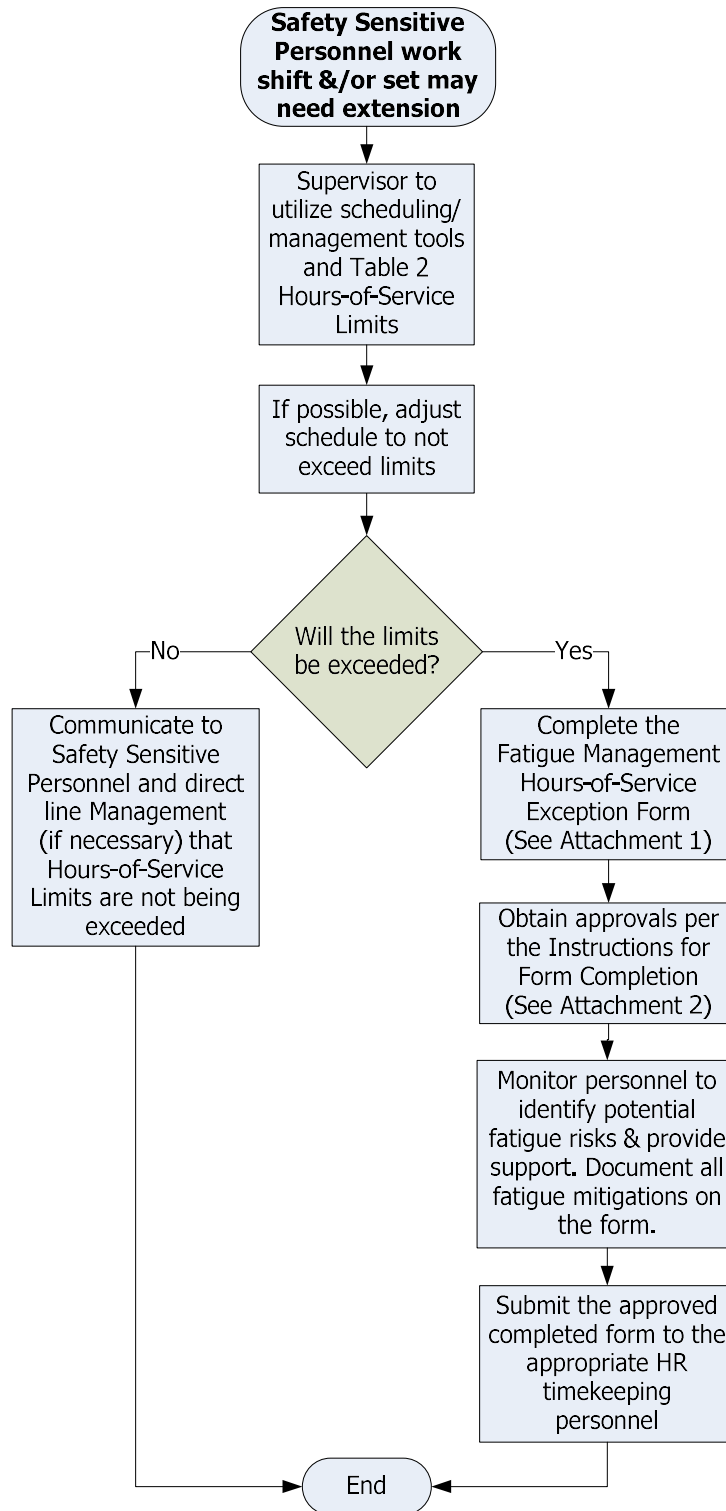 Safety Sensitive
Personnel work
shift &/or set may
need extension
Supervisor to
utilize scheduling/
management tools
and Table 2
Hours-of-Service
Limits
If possible, adjust
schedule to not
exceed limits
Will the limits
be exceeded?
No
Yes
Communicate to
Safety Sensitive
Personnel and direct
line Management
(if necessary) that
Hours-of-Service
Limits are not being
exceeded
Complete the
Fatigue Management
Hours-of-Service
Exception Form
(See Attachment 1)
Obtain approvals per
the Instructions for
Form Completion
(See Attachment 2)
Monitor personnel to
identify potential
fatigue risks & provide
support. Document all
fatigue mitigations on
the form.
Submit the approved
completed form to the
appropriate HR
timekeeping
personnel
End